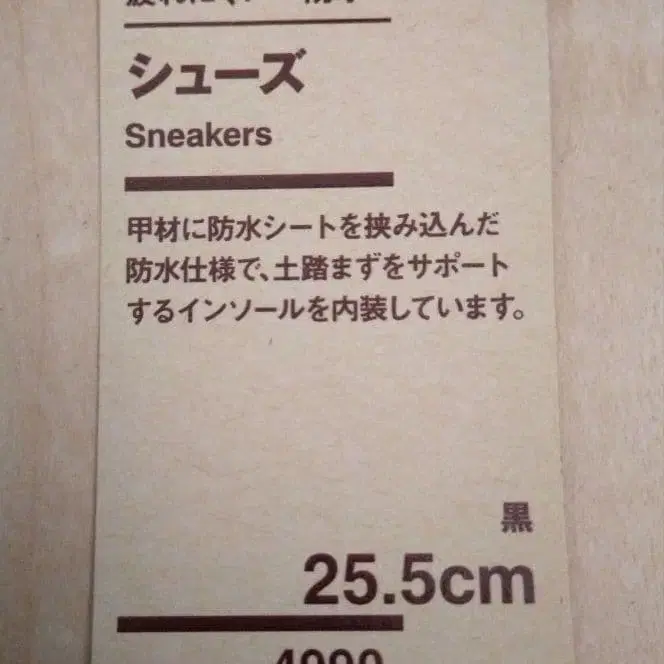 シューズ
Sneakers
甲材に防水シートを挟み込んだ
防水仕様で、土踏まずをサポート
するインソールを内装しています。
黒
25.5cm